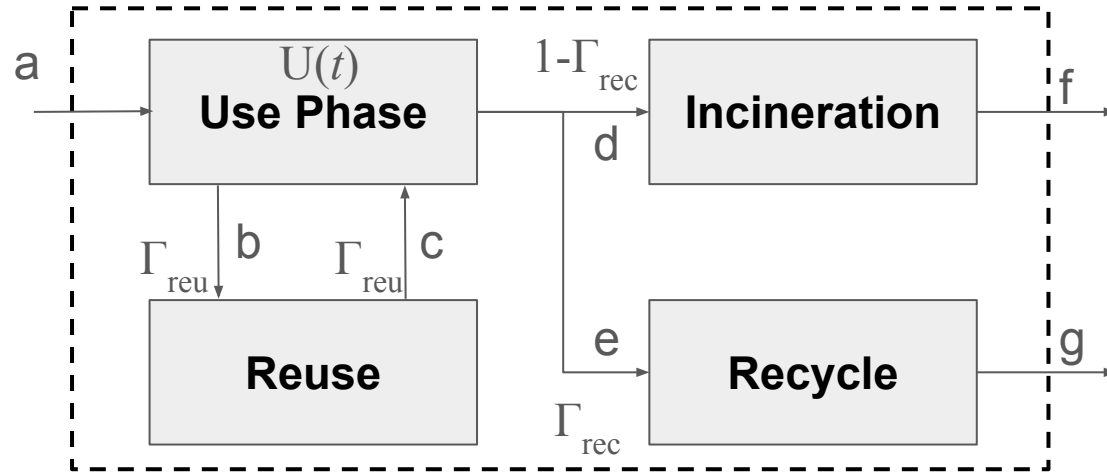 a
U(t)
Use Phase
1-Γrec
d
Incineration
f
Γreu
b
Γreu
c
Reuse
e
Γrec
Recycle
g